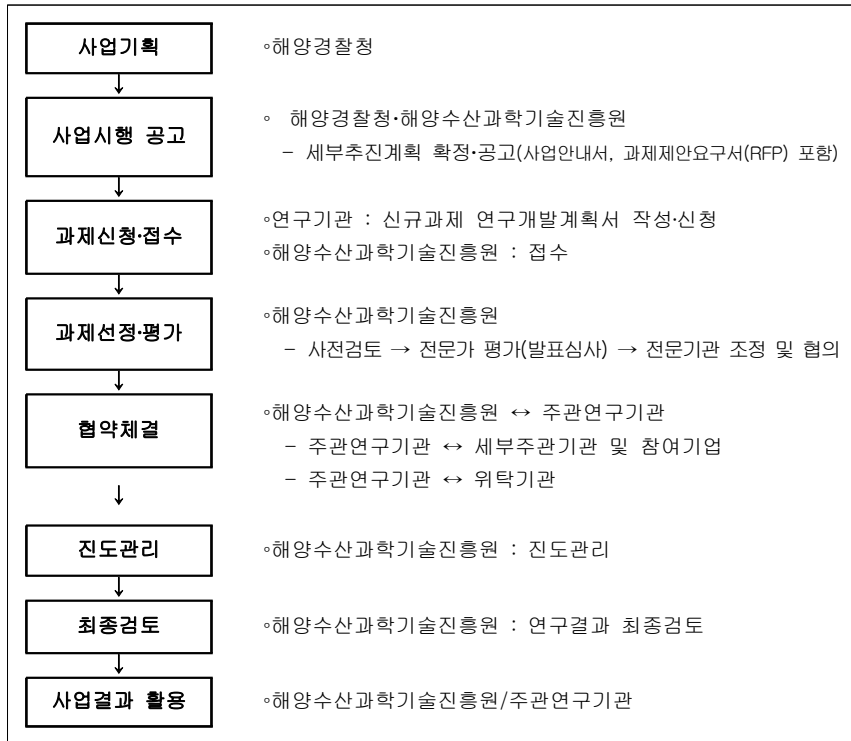 사업기획
◦해양경찰청
↓
사업시행 공고
◦ 해양경찰청·해양수산과학기술진흥원
- 세부추진계획 확정·공고(사업안내서, 과제제안요구서(RFP) 포함)
↓
과제신청·접수
◦연구기관 : 신규과제 연구개발계획서 작성·신청
◦해양수산과학기술진흥원 : 접수
↓
과제선정·평가
◦해양수산과학기술진흥원
- 사전검토 → 전문가 평가(발표심사) → 전문기관 조정 및 협의
↓
협약체결
◦해양수산과학기술진흥원 ↔ 주관연구기관
- 주관연구기관 ↔ 세부주관기관 및 참여기업
- 주관연구기관 ↔ 위탁기관
↓
진도관리
◦해양수산과학기술진흥원 : 진도관리
↓
최종검토
◦해양수산과학기술진흥원 : 연구결과 최종검토
↓
사업결과 활용
◦해양수산과학기술진흥원/주관연구기관